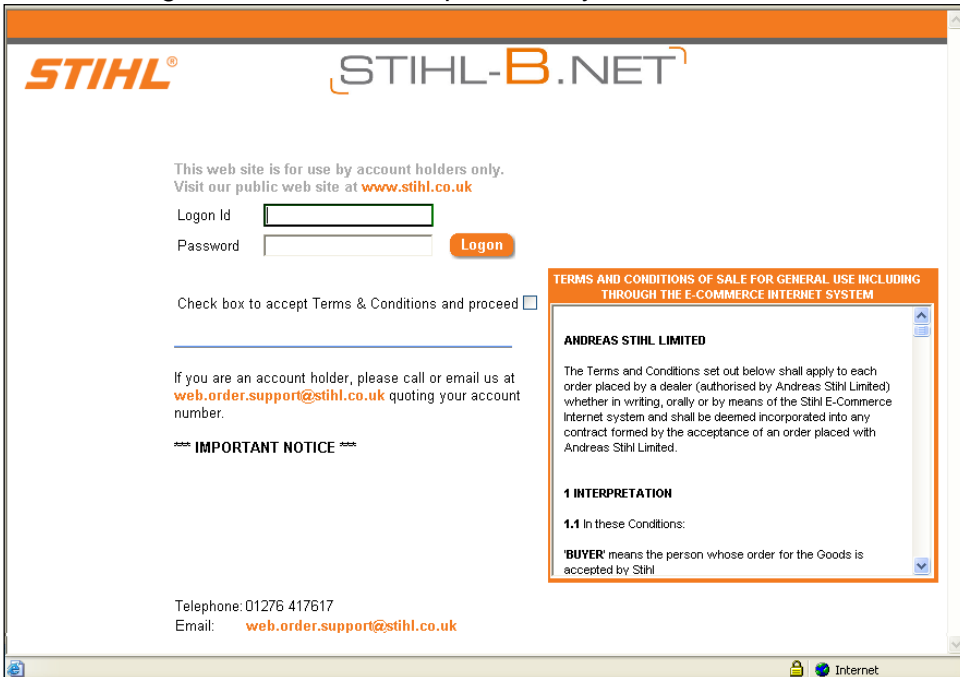 STIHL®
STIHL-B.NET
This web site is for use by account holders only.
Visit our public web site at www.stihl.co.uk
Logon Id
Password
Logon
Check box to accept Terms & Conditions and proceed
If you are an account holder, please call or email us at
web.order.support@stihl.co.uk quoting your account
number.
*** IMPORTANT NOTICE ***
TERMS AND CONDITIONS OF SALE FOR GENERAL USE INCLUDING
THROUGH THE E-COMMERCE INTERNET SYSTEM
ANDREAS STIHL LIMITED
The Terms and Conditions set out below shall apply to each
order placed by a dealer (authorised by Andreas Stihl Limited)
whether in writing, orally or by means of the Stihl E-Commerce
Internet system and shall be deemed incorporated into any
contract formed by the acceptance of an order placed with
Andreas Stihl Limited.
1 INTERPRETATION
1.1 In these Conditions:
'BUYER' means the person whose order for the Goods is
accepted by Stihl
Telephone: 01276 417617
Email: web.order.support@stihl.co.uk
Internet